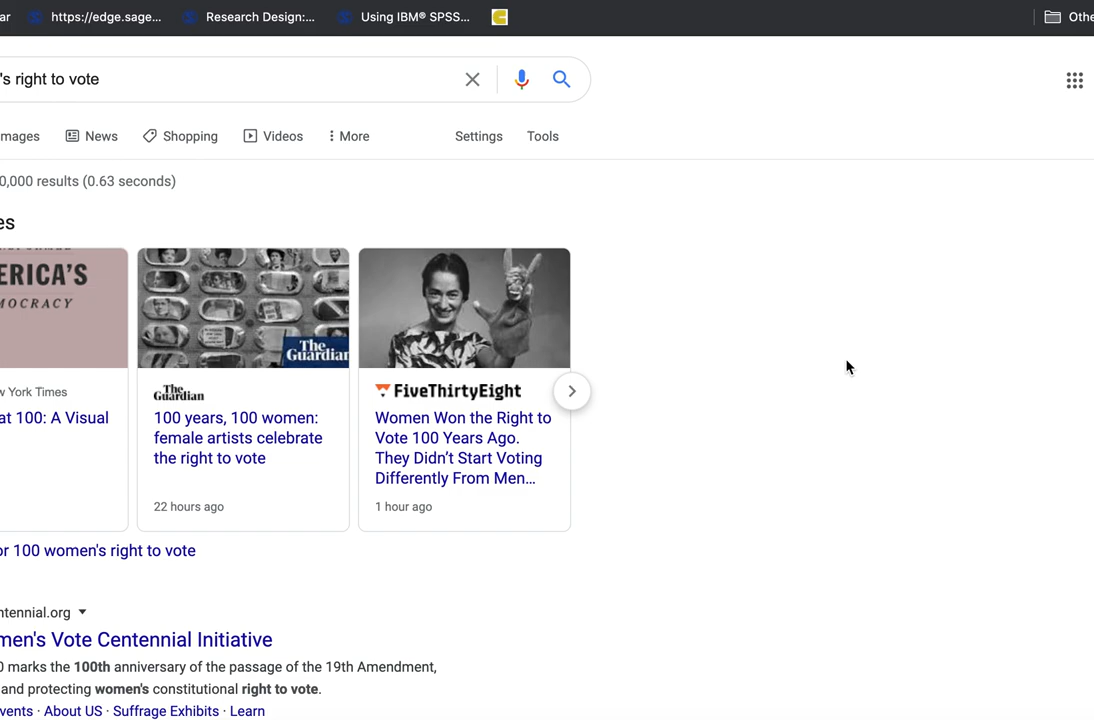 ar https://edge.sage... Research Design:... Using IBM® SPSS... Othe
's right to vote
mages News Shopping Videos More Settings Tools
0,000 results (0.63 seconds)
es
ERICA'S
MOCRACY
The Guardian
w York Times
at 100: A Visual
The Guardian
100 years, 100 women:
female artists celebrate
the right to vote
22 hours ago
FiveThirtyEight
Women Won the Right to
Vote 100 Years Ago.
They Didn't Start Voting
Differently From Men...
1 hour ago
or 100 women's right to vote
ntennial.org
men's Vote Centennial Initiative
0 marks the 100th anniversary of the passage of the 19th Amendment,
and protecting women's constitutional right to vote.
vents · About US · Suffrage Exhibits · Learn